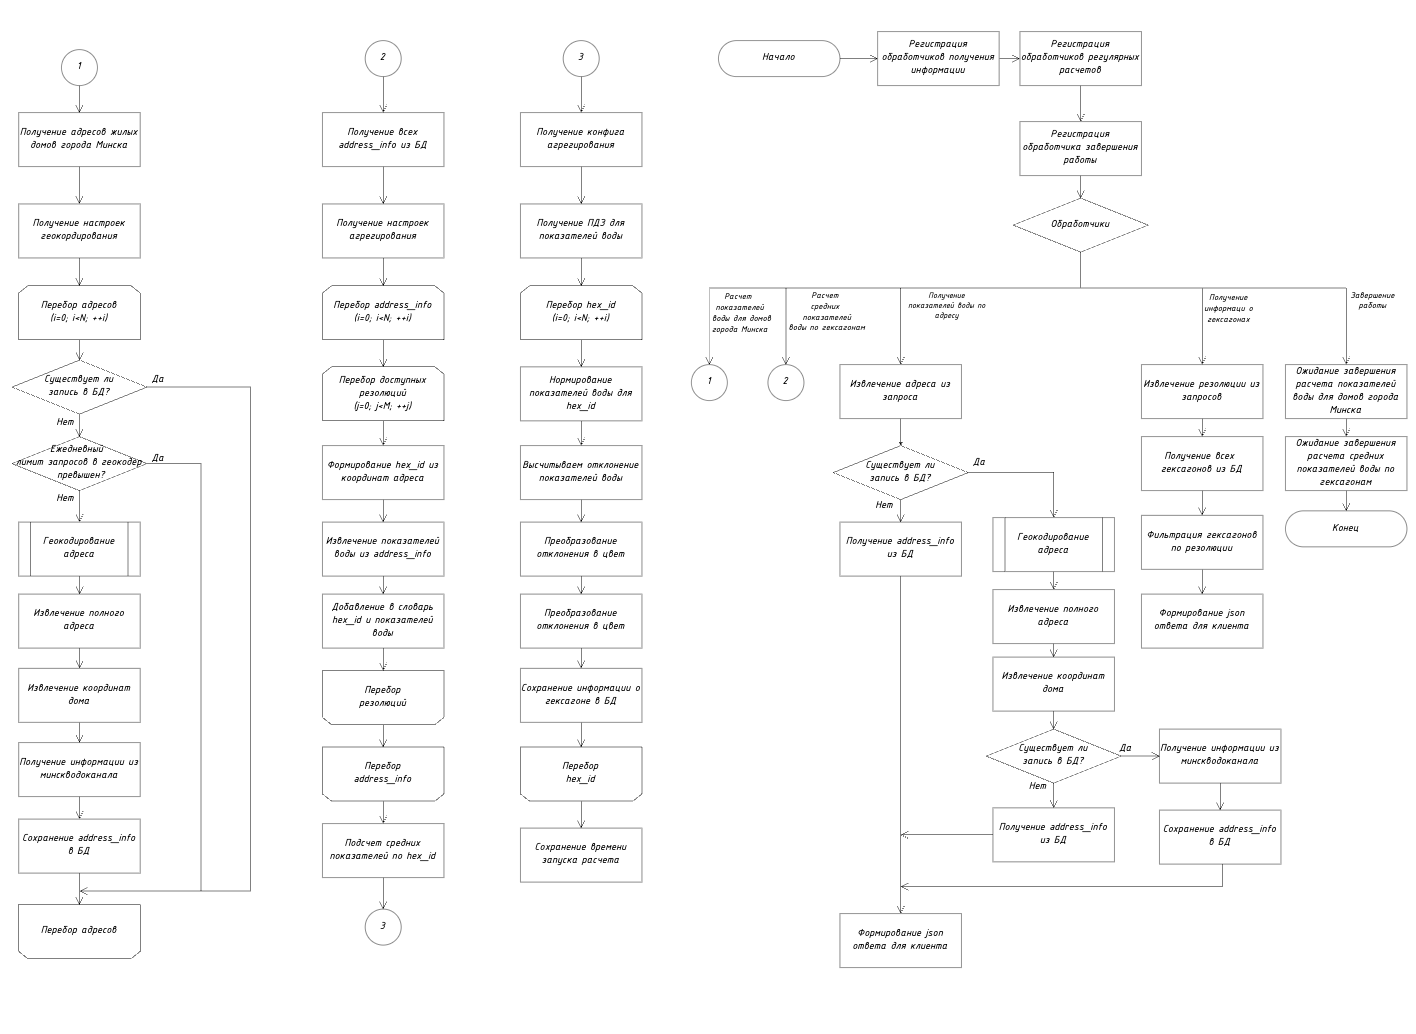 1
Получение адресов жилых
домов города Минска
Получение настроек
геокордирования
Перебор адресов
(i=0; i<N; ++i)
Существует ли
запись в БД?
Да
Нет
Ежедневный
лимит запросов в геокодер
превышен?
Да
Нет
Геокодирование
адреса
Извлечение полного
адреса
Извлечение координат
дома
Получение информации из
минскводоканала
Сохранение address_info
в БД
Перебор адресов
2
Получение всех
address_info из БД
Получение настроек
агрегирования
Перебор address_info
(i=0; i<N; ++i)
Перебор доступных
резолюций
(j=0; j<M; ++j)
Формирование hex_id из
координат адреса
Извлечение показателей
воды из address_info
Добавление в словарь
hex_id и показателей
воды
Перебор
резолюций
Перебор
address_info
Подсчет средних
показателей по hex_id
3
3
Получение конфига
агрегирования
Получение ПДЗ для
показателей воды
Перебор hex_id
(i=0; i<N; ++i)
Нормирование
показателей воды для
hex_id
Высчитываем отклонение
показателей воды
Преобразование
отклонения в цвет
Преобразование
отклонения в цвет
Сохранение информации о
гексагоне в БД
Перебор
hex_id
Сохранение времени
запуска расчета
Начало
Регистрация
обработчиков получения
информации
Регистрация
обработчиков регулярных
расчетов
Регистрация
обработчика завершения
работы
Обработчики
Расчет
показателей
воды для домов
города Минска
1
Расчет
средних
показателей
воды по гексагонам
2
Получение
показателей воды по
адресу
Извлечение адреса из
запроса
Существует ли
запись в БД?
Да
Нет
Получение address_info
из БД
Геокодирование
адреса
Извлечение полного
адреса
Извлечение координат
дома
Существует ли
запись в БД?
Да
Нет
Получение address_info
из БД
Получение информации из
минскводоканала
Сохранение address_info
в БД
Формирование json
ответа для клиента
Получение
информаци о
гексагонах
Извлечении резолюции из
запросов
Получение всех
гексагонов из БД
Фильтрация гексагонов
по резолюции
Формирование json
ответа для клиента
Завершение
работы
Ожидание завершения
расчета показателей
воды для домов города
Минска
Ожидание завершения
расчета средних
показателей воды по
гексагонам
Конец